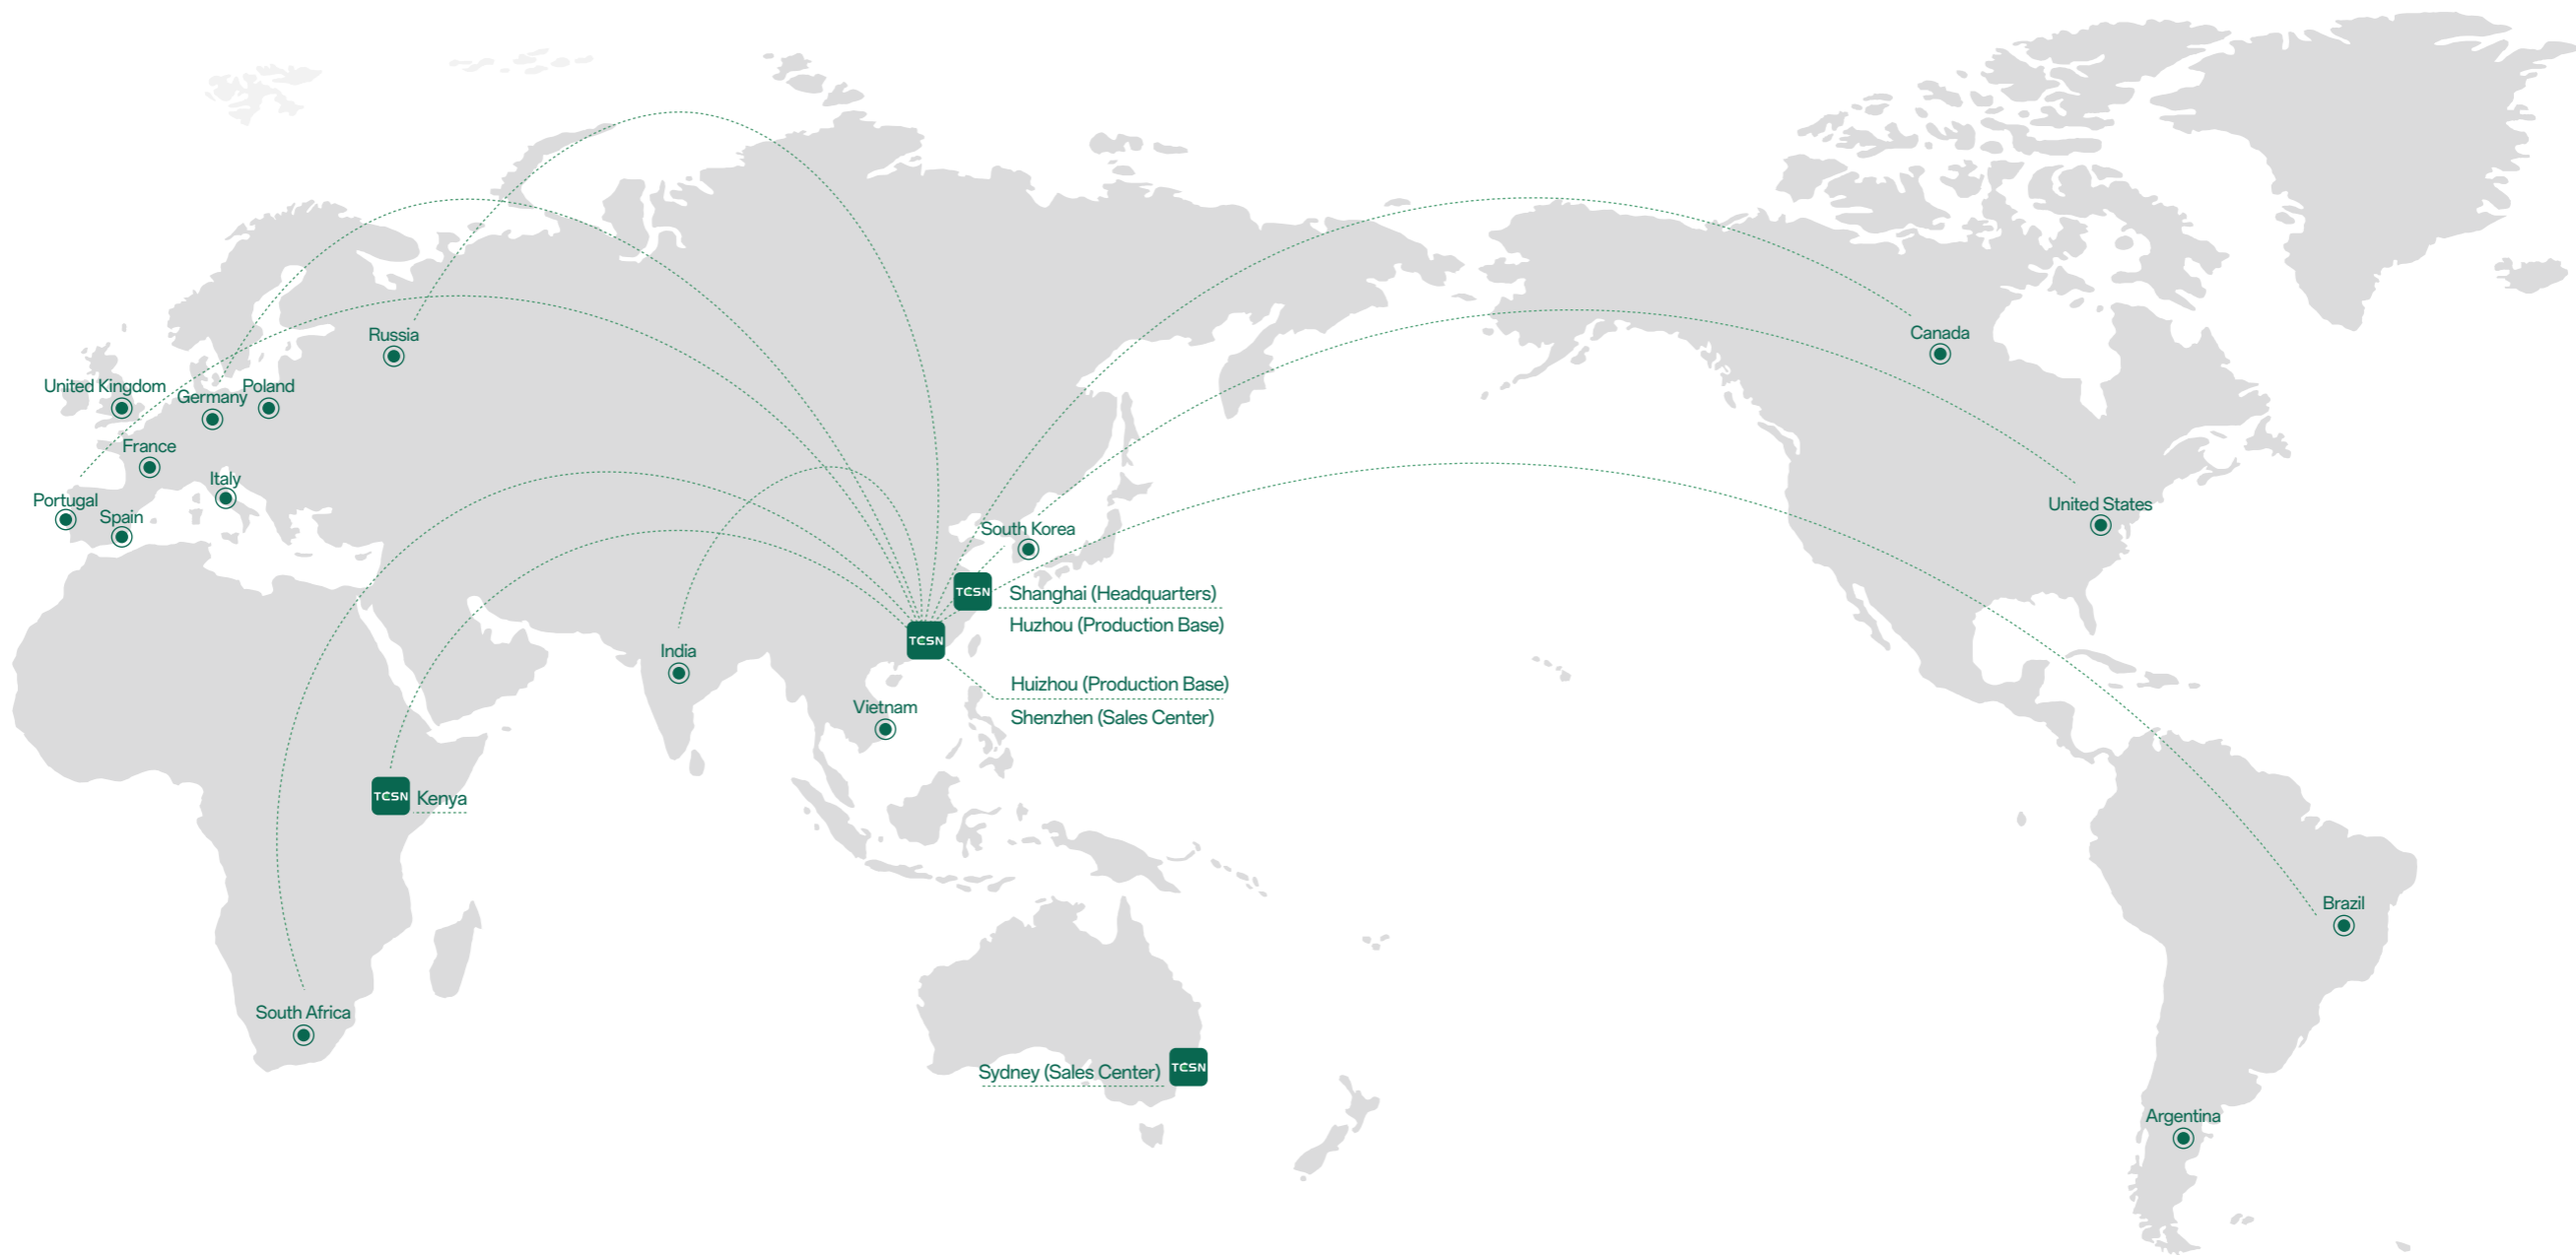 Russia
Canada
United Kingdom
Germany
Poland
France
Italy
Portugal
Spain
United States
South Korea
TCSN
Shanghai (Headquarters)
Huzhou (Production Base)
TCSN
Huizhou (Production Base)
Shenzhen (Sales Center)
India
Vietnam
TCSN
Kenya
Brazil
South Africa
Sydney (Sales Center)
TCSN
Argentina